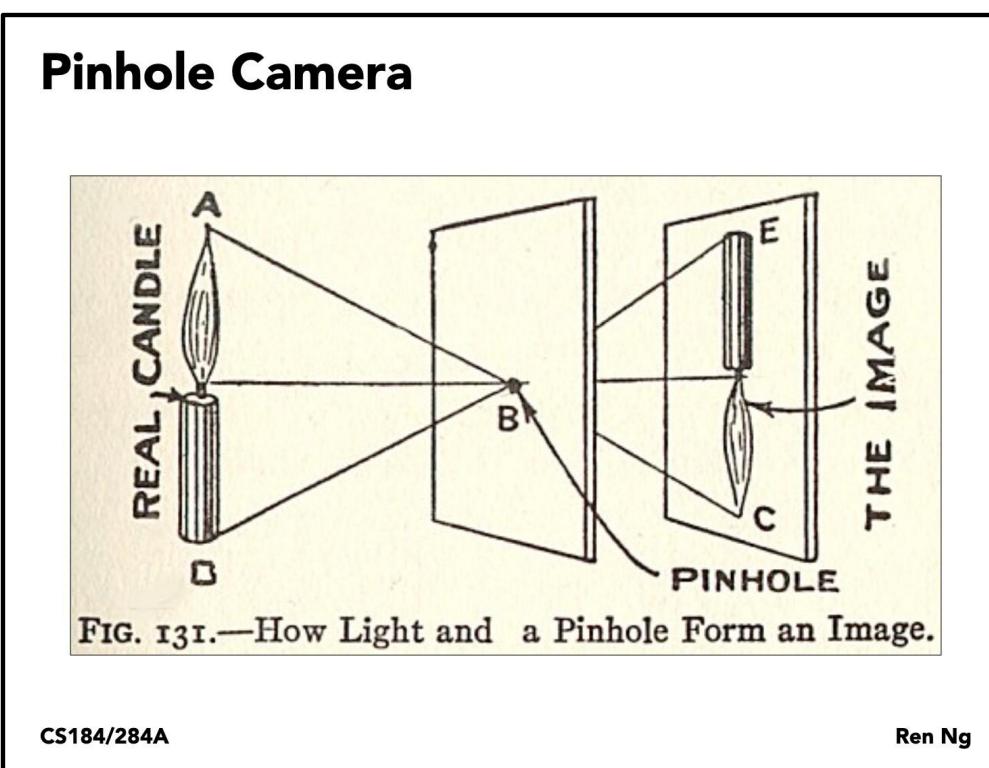 Pinhole Camera
A
REAL CANDLE
B
E
THE IMAGE
C
PINHOLE
FIG. 131.—How Light and a Pinhole Form an Image.
CS184/284A
Ren Ng